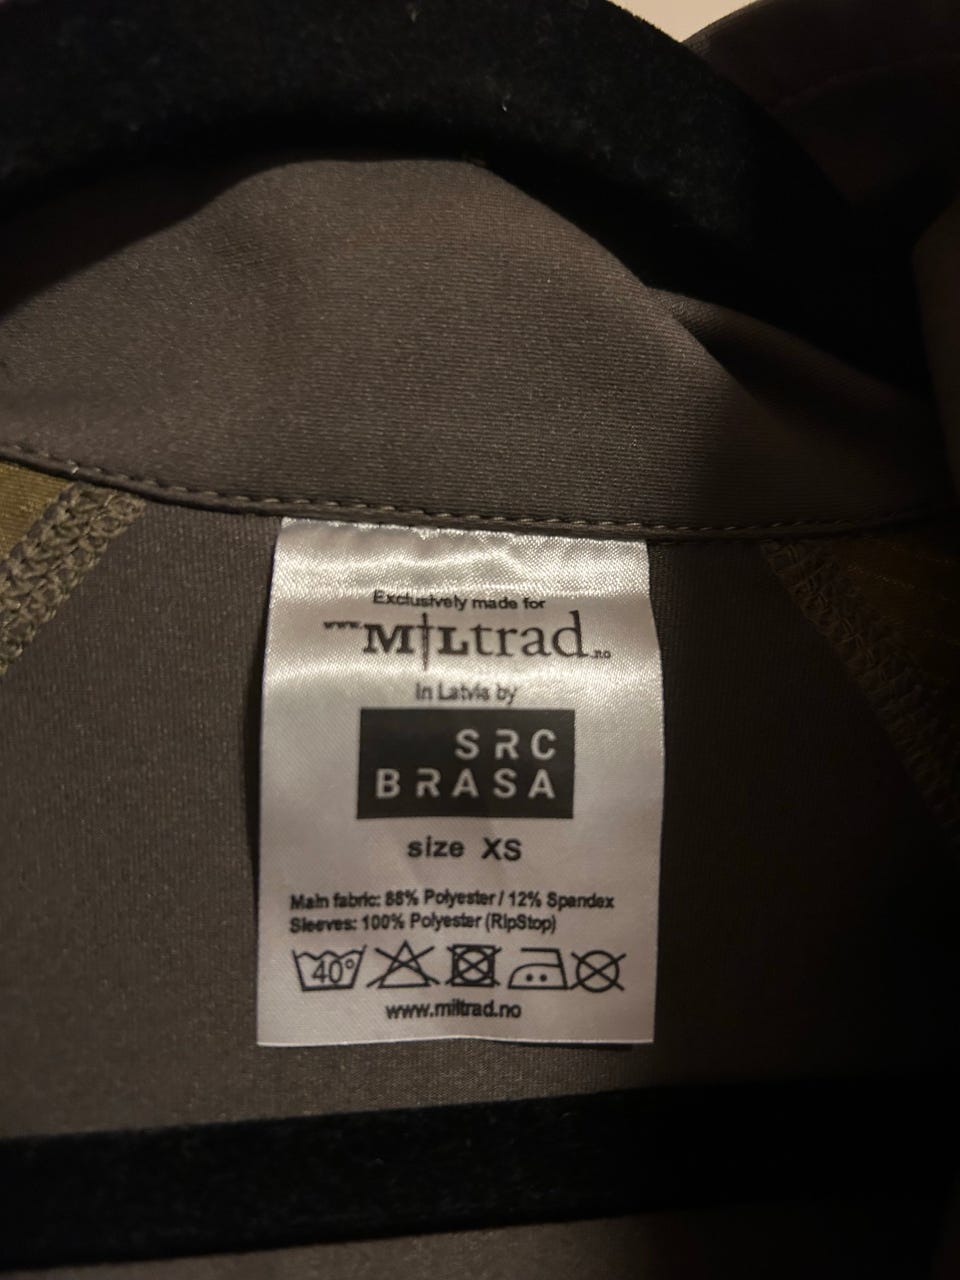 Exclusively made for
www.MILtrad.no
In Latvia by
SRC
BRASA
size XS
Main fabric: 88% Polyester / 12% Spandex
Sleeves: 100% Polyester (RipStop)
40°
www.miltrad.no